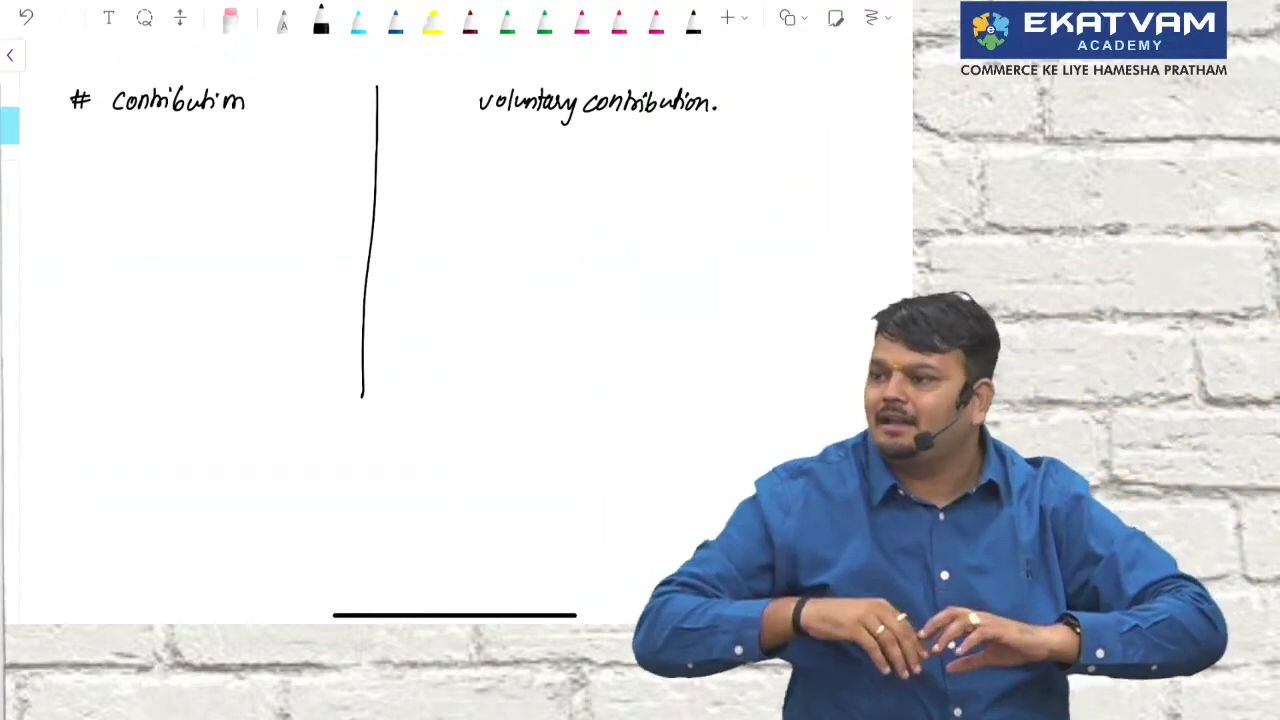 EKATVAM
ACADEMY
COMMERCE KE LIYE HAMESHA PRATHAM
# contribution
voluntary contribution.